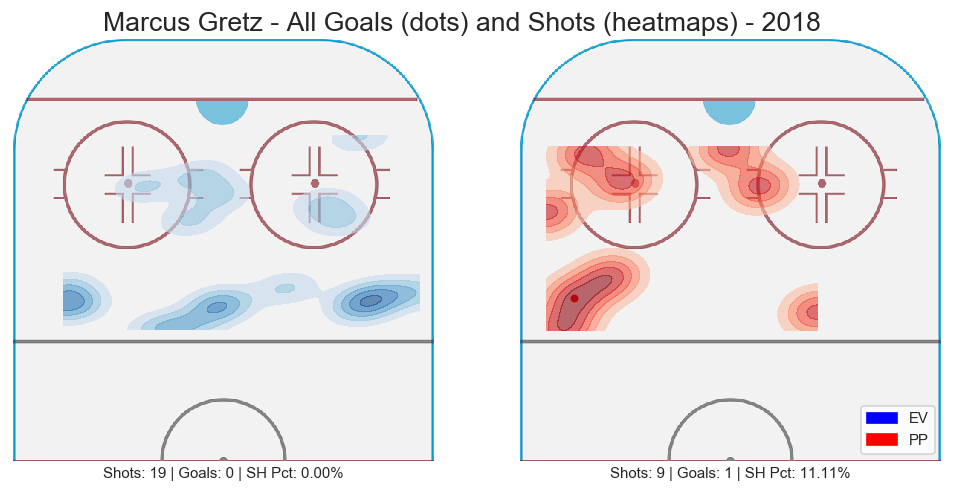 Marcus Gretz - All Goals (dots) and Shots (heatmaps) - 2018
EV
PP
Shots: 19 | Goals: 0 | SH Pct: 0.00%
Shots: 9 | Goals: 1 | SH Pct: 11.11%